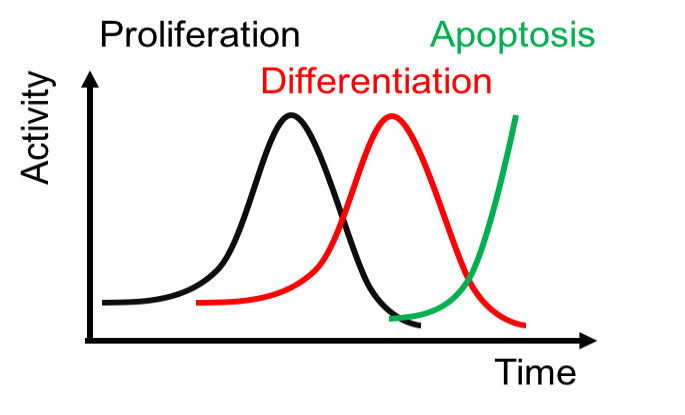 Proliferation
Apoptosis
Differentiation
Activity
Time